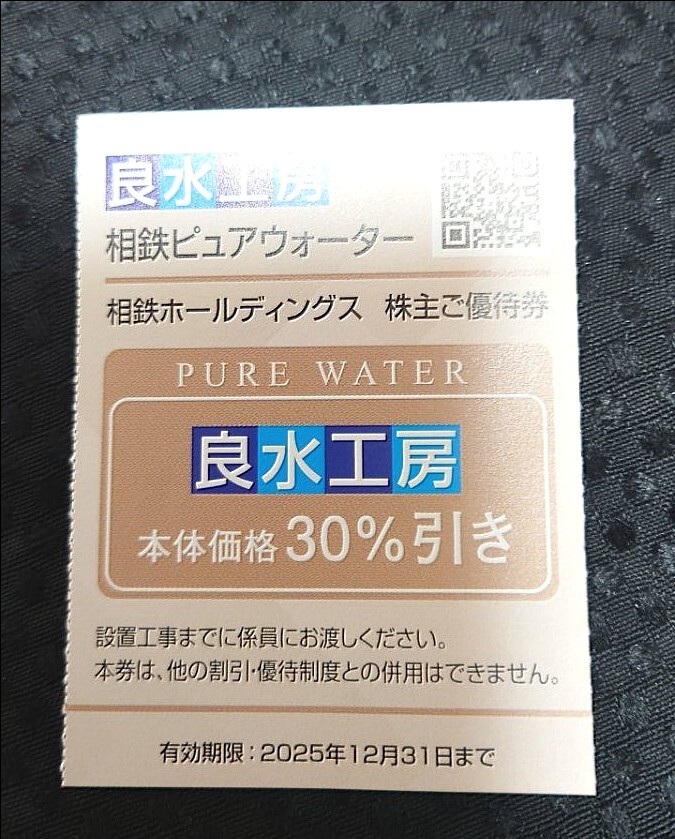 良水工房
相鉄ピュアウォーター
相鉄ホールディングス 株主ご優待券
PURE WATER
良水工房
本体価格30%引き
設置工事までに係員にお渡しください。
本券は、他の割引・優待制度との併用はできません。
有効期限：2025年12月31日まで